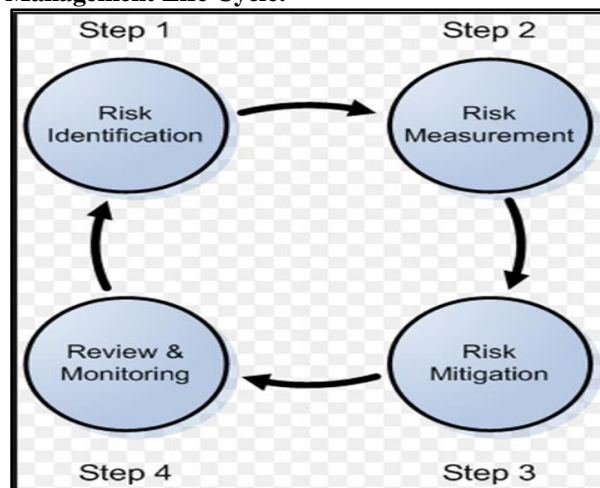 Management Life Cycle:
Step 1
Step 2
Risk
Identification
Risk
Measurement
Review &
Monitoring
Risk
Mitigation
Step 4
Step 3